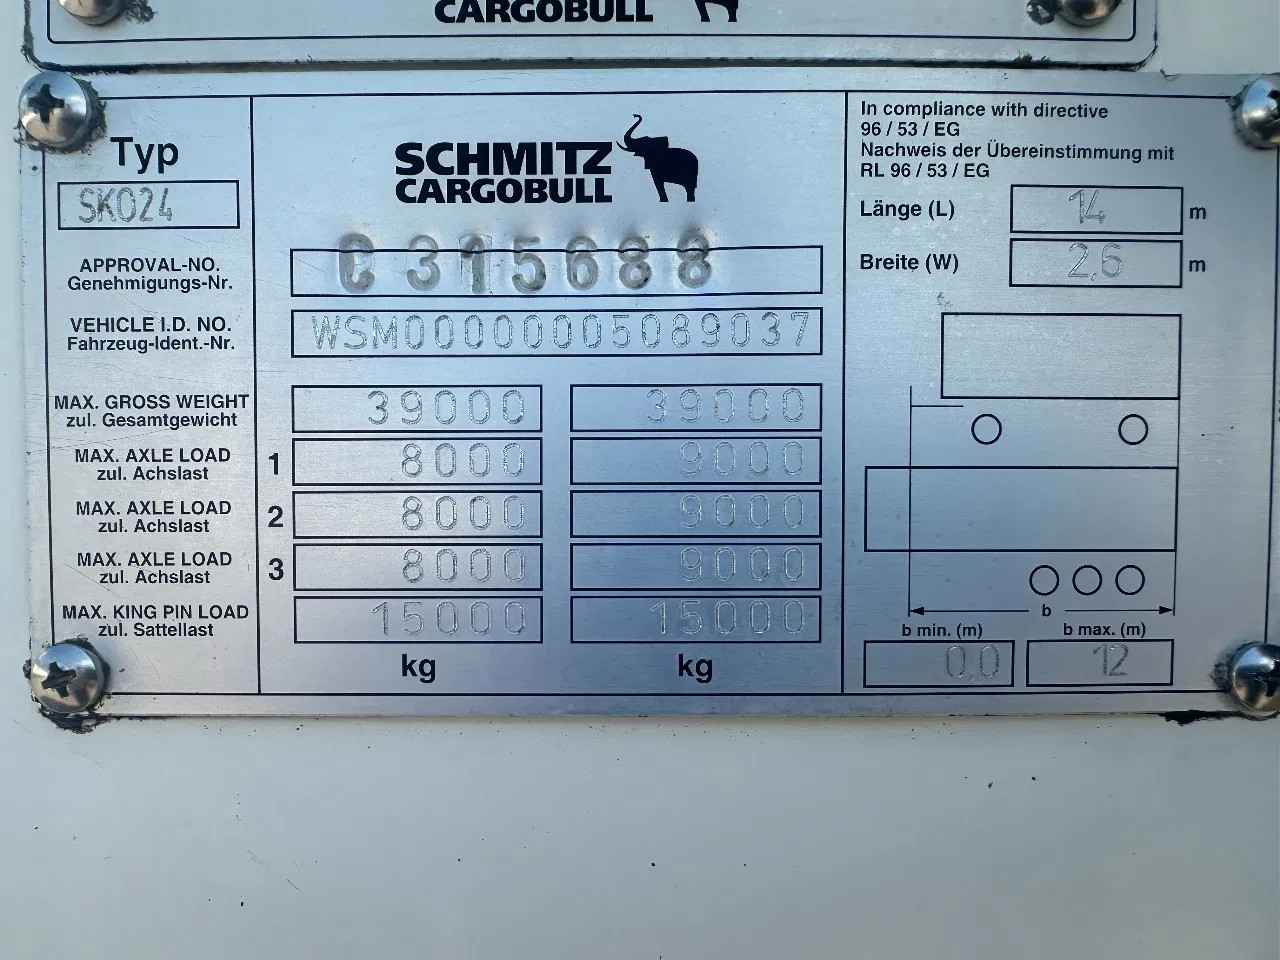 CARGOBULL
Typ
SKO24
SCHMITZ
CARGOBULL
In compliance with directive
96 / 53 / EG
Nachweis der Übereinstimmung mit
RL 96 / 53 / EG
Länge (L) 14 m
Breite (W) 2,6 m
APPROVAL-NO.
Genehmigungs-Nr.
C315688
VEHICLE I.D. NO.
Fahrzeug-Ident.-Nr.
WSM00000005089037
MAX. GROSS WEIGHT
zul. Gesamtgewicht
39000 39000
MAX. AXLE LOAD
zul. Achslast
1 8000 9000
MAX. AXLE LOAD
zul. Achslast
2 8000 9000
MAX. AXLE LOAD
zul. Achslast
3 8000 9000
MAX. KING PIN LOAD
zul. Sattellast
15000 15000
kg kg
b
b min. (m) b max. (m)
0,0 12